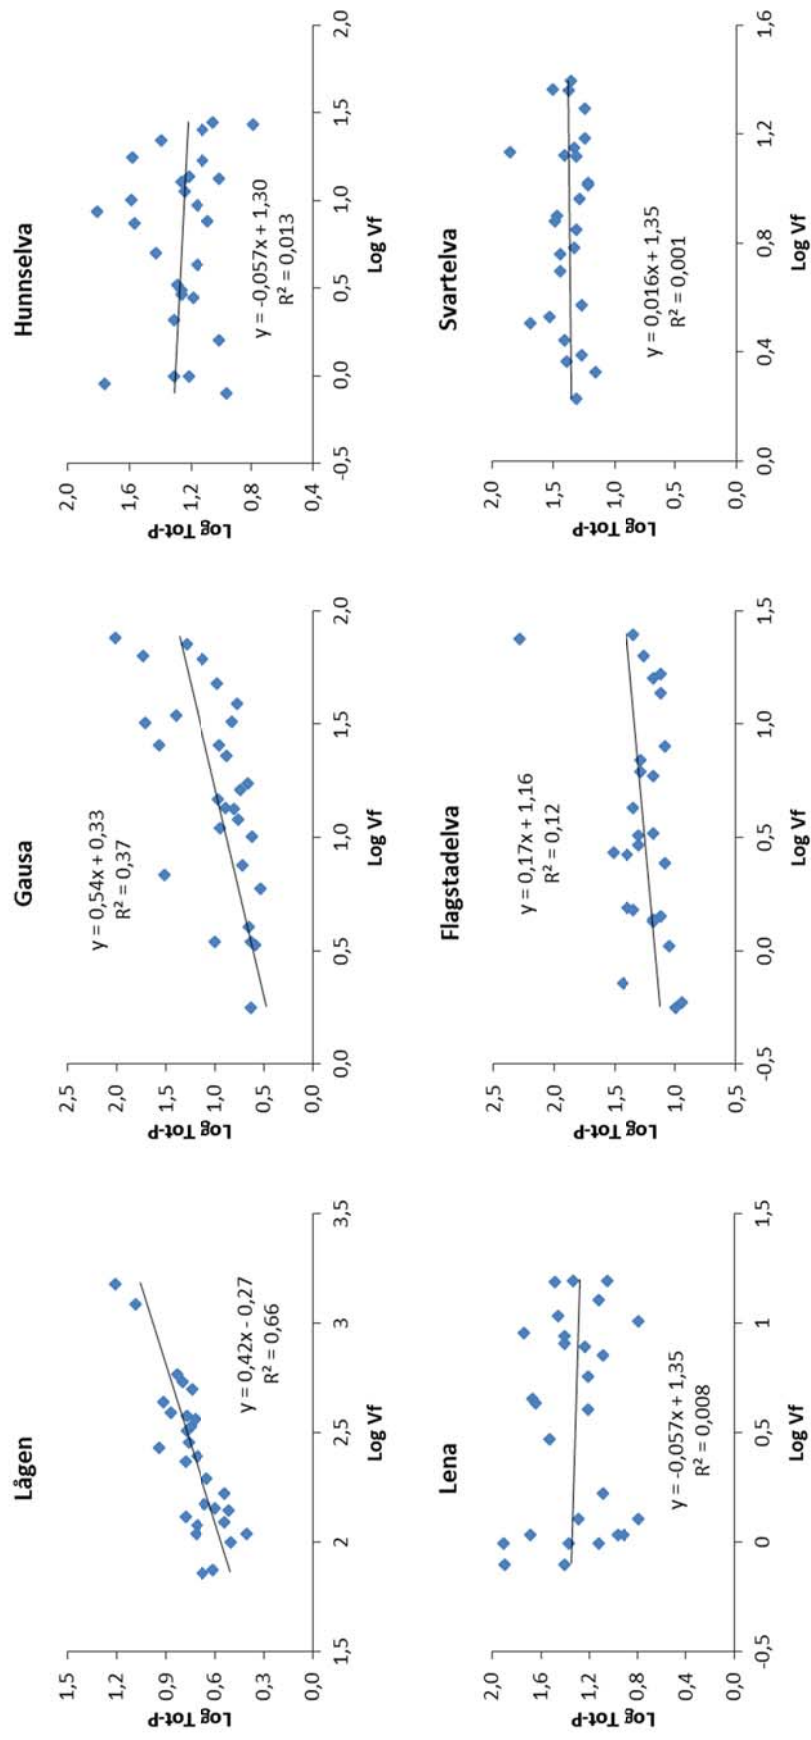 Lågen
Log Tot-P
1,5
1,2
0,9
0,6
0,3
0,0
y = 0,42x - 0,27
R² = 0,66
1,5
2
2,5
3
3,5
Log Vf
Gausa
Log Tot-P
2,5
2,0
1,5
1,0
0,5
0,0
y = 0,54x + 0,33
R² = 0,37
0,0
0,5
1,0
1,5
2,0
Log Vf
Hunnselva
Log Tot-P
2,0
1,6
1,2
0,8
0,4
y = -0,057x + 1,30
R² = 0,013
-0,5
0,0
0,5
1,0
1,5
2,0
Log Vf
Lena
Log Tot-P
2,0
1,6
1,2
0,8
0,4
0,0
y = -0,057x + 1,35
R² = 0,008
-0,5
0
0,5
1
1,5
Log Vf
Flagstadelva
Log Tot-P
2,5
2,0
1,5
1,0
0,5
y = 0,17x + 1,16
R² = 0,12
-0,5
0,0
0,5
1,0
1,5
Log Vf
Svartelva
Log Tot-P
2,0
1,5
1,0
0,5
0,0
y = 0,016x + 1,35
R² = 0,001
0,0
0,4
0,8
1,2
1,6
Log Vf